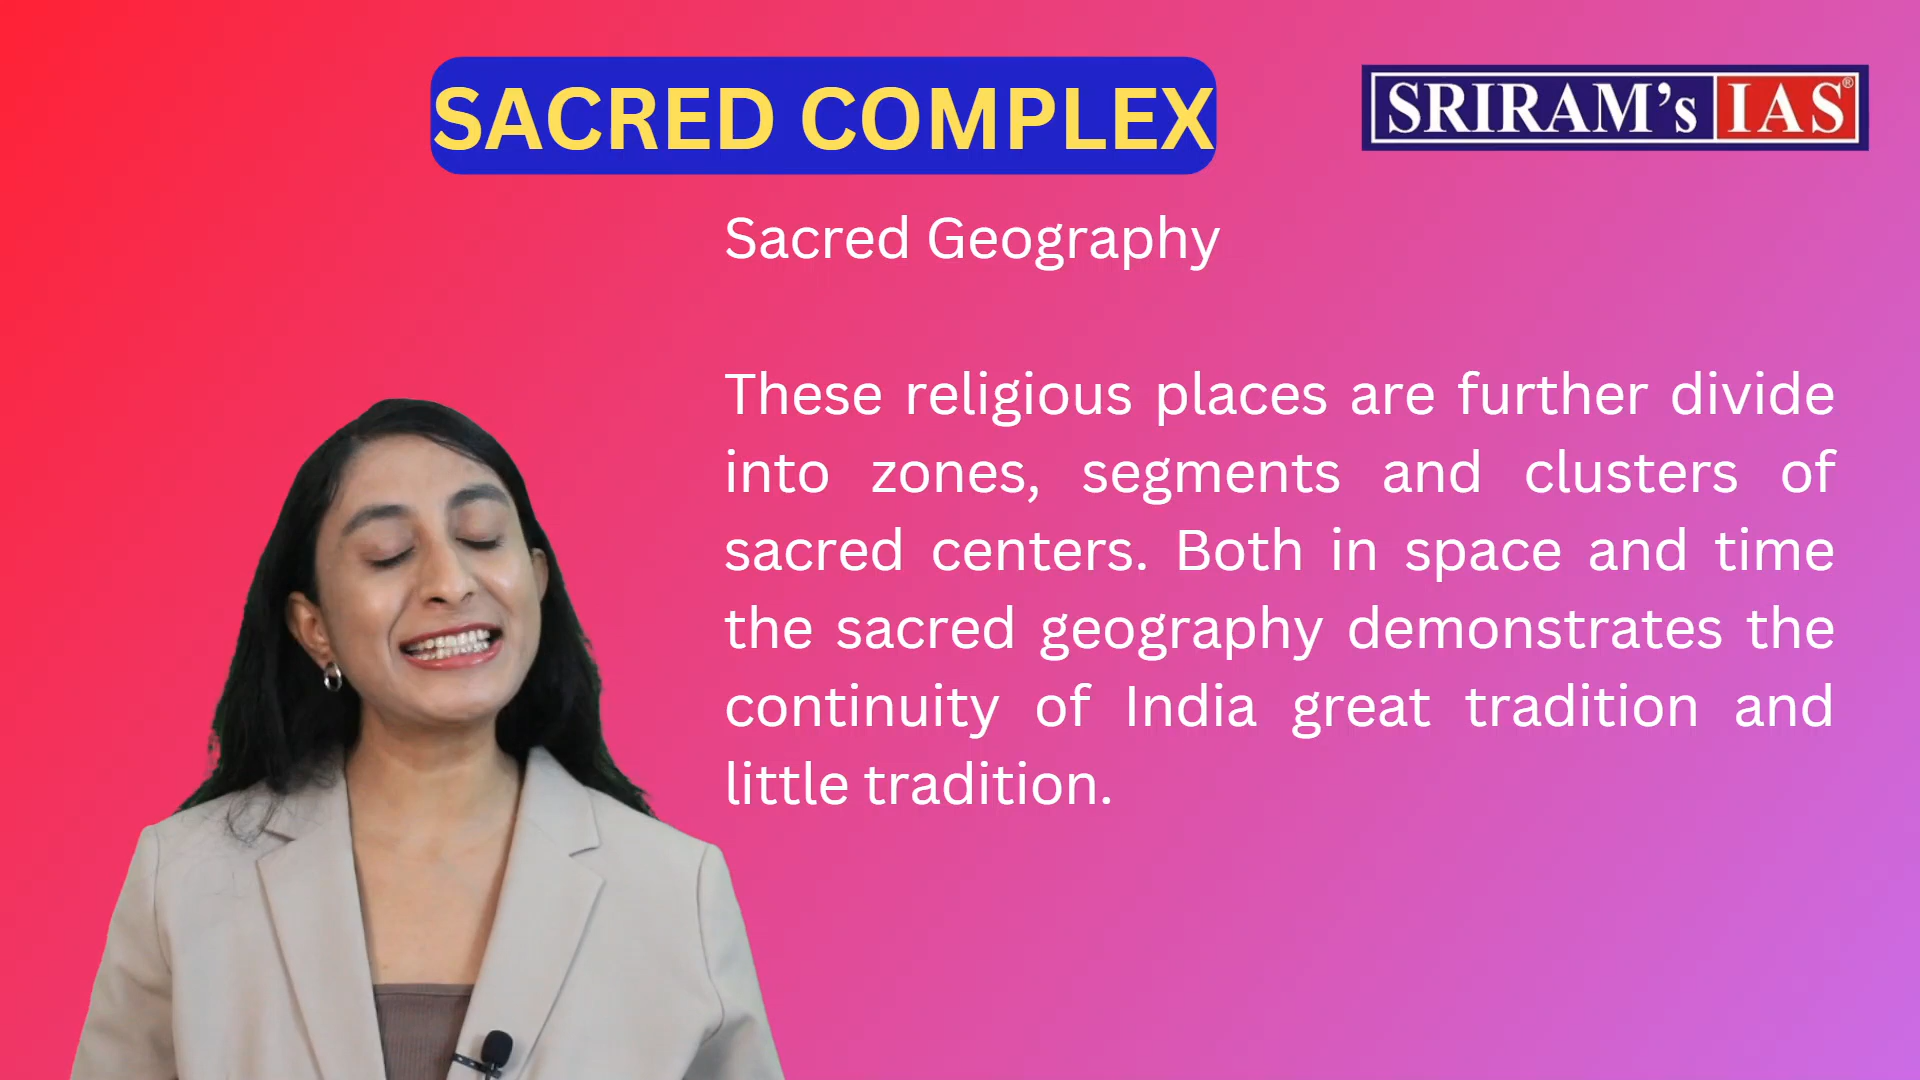 SACRED COMPLEX
SRIRAM's IAS®
Sacred Geography
These religious places are further divide
into zones, segments and clusters of
sacred centers. Both in space and time
the sacred geography demonstrates the
continuity of India great tradition and
little tradition.